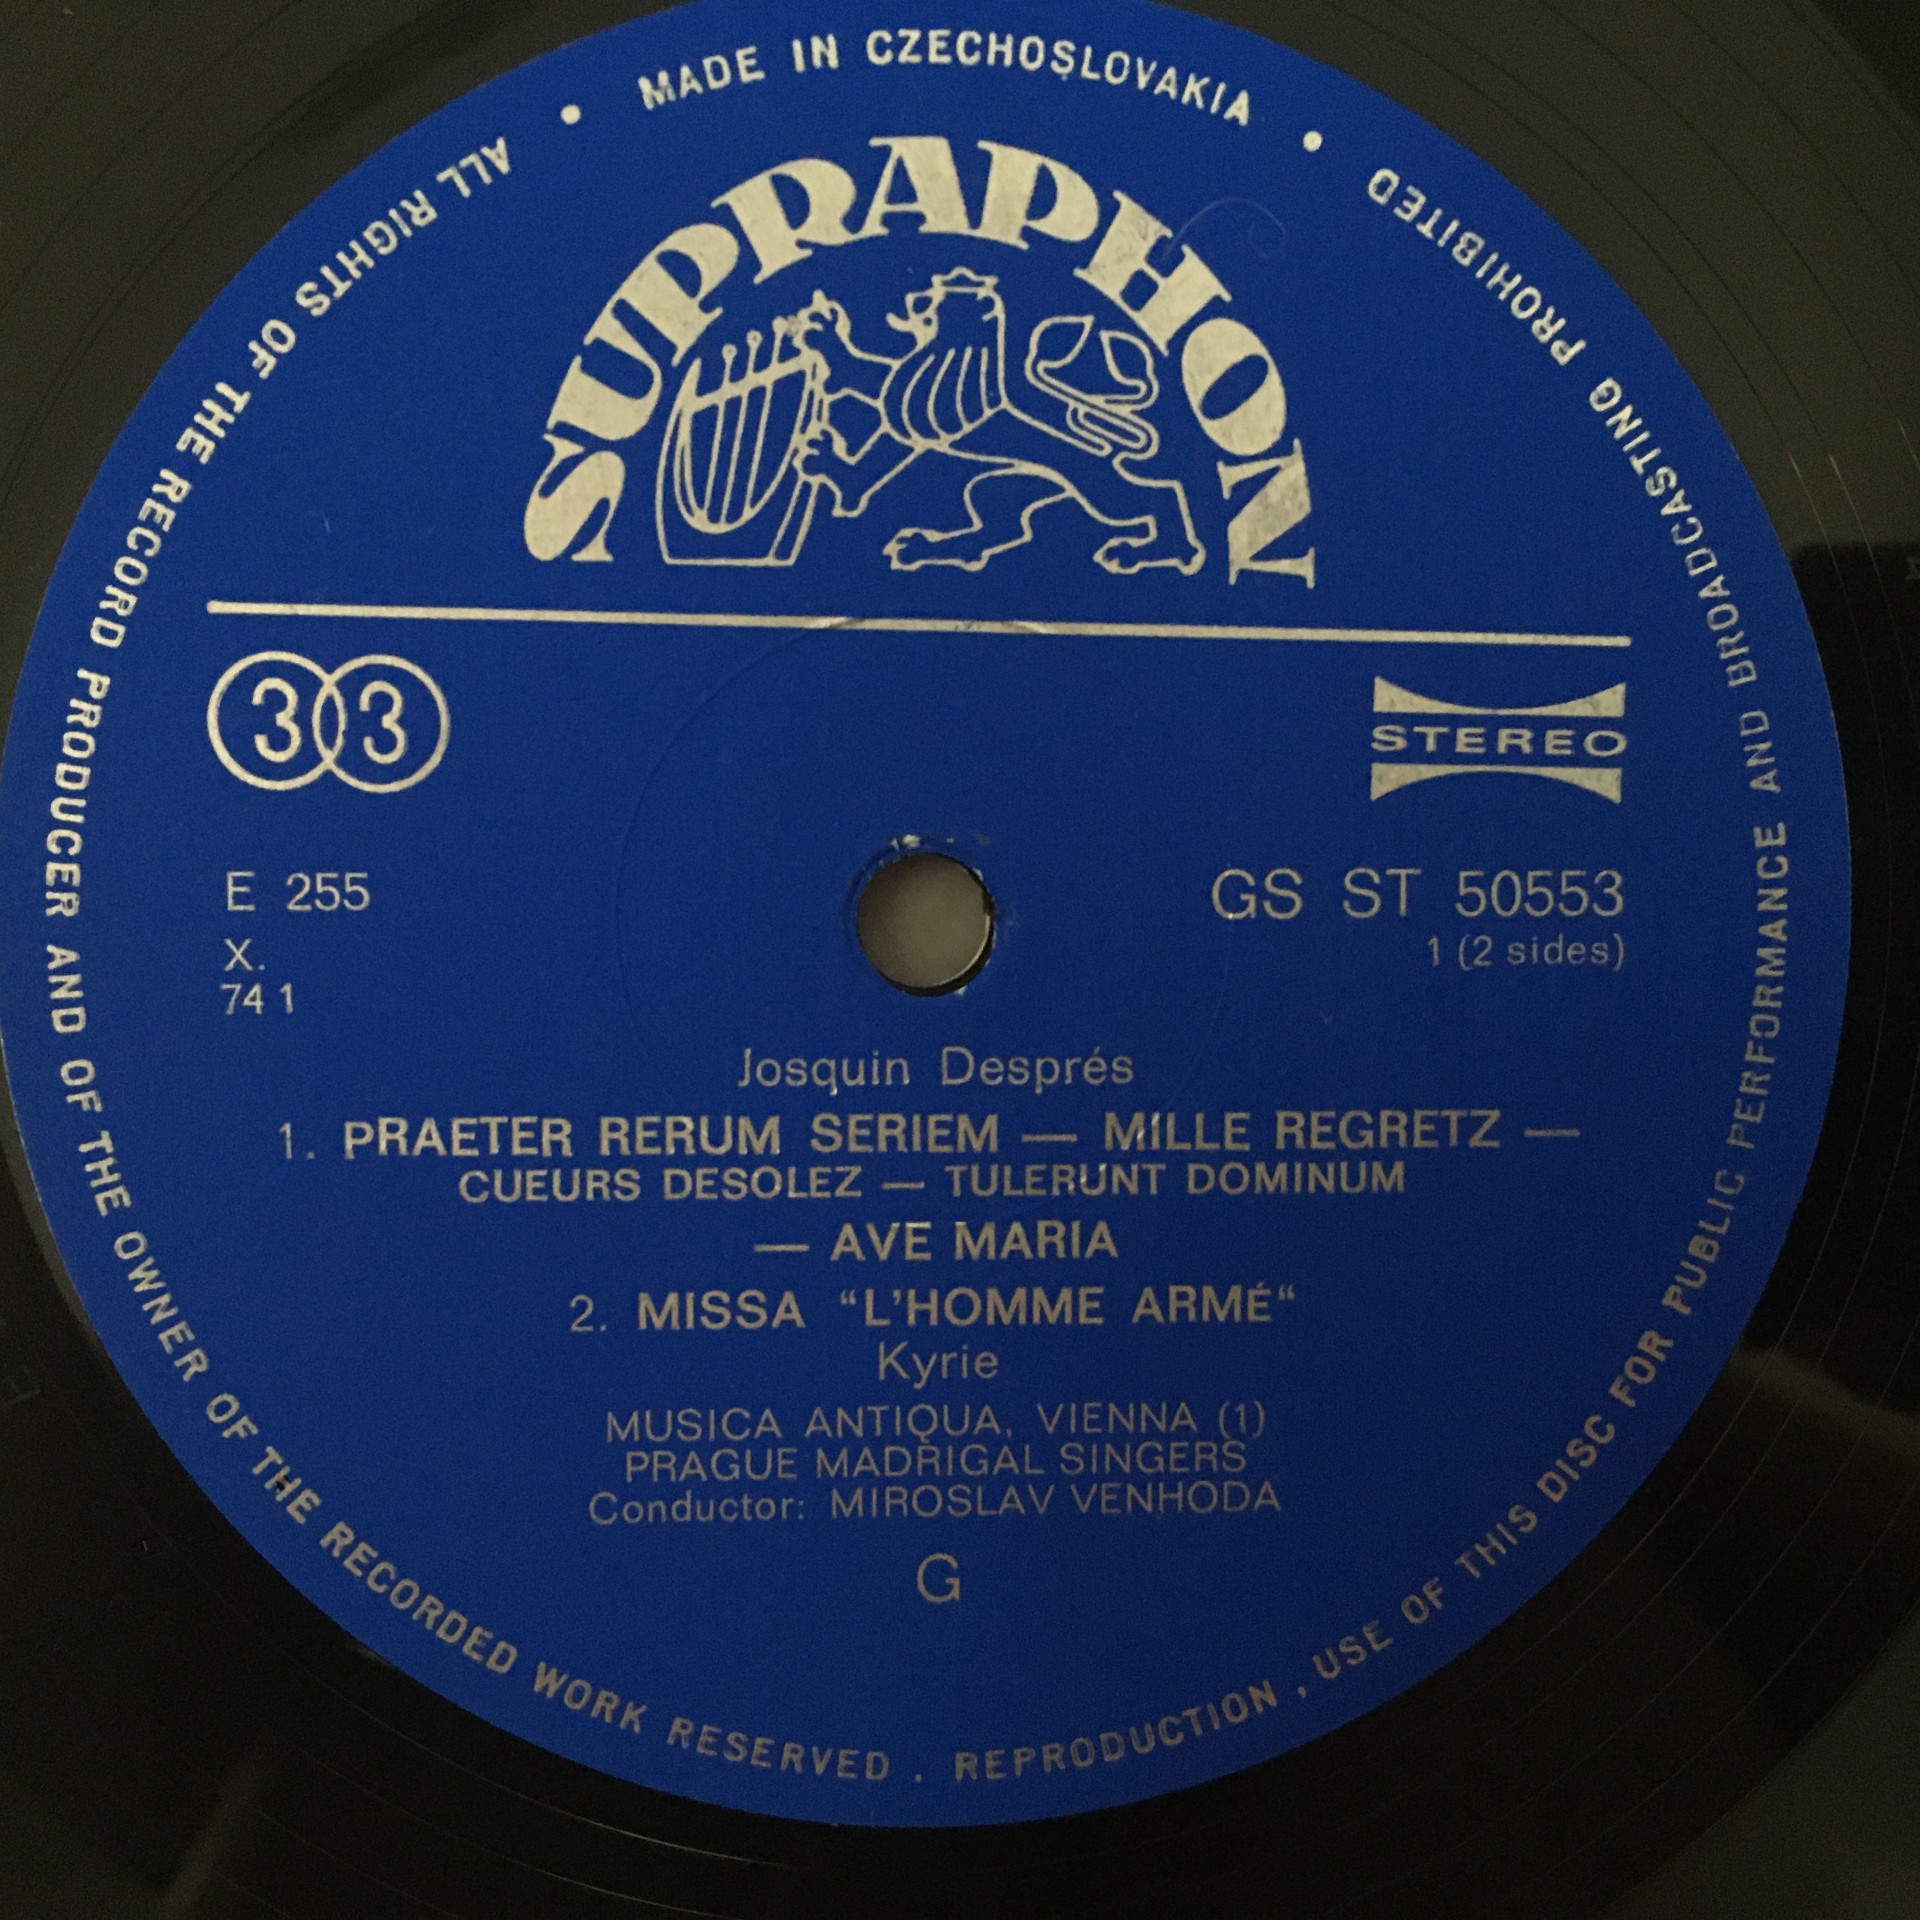 MADE IN CZECHOSLOVAKIA
SUPRAPHON
33
STEREO
E 255
X.
74 1
GS ST 50553
1 (2 sides)
Josquin Després
1. PRAETER RERUM SERIEM — MILLE REGRETZ —
CUEURS DESOLEZ — TULERUNT DOMINUM
— AVE MARIA
2. MISSA “L'HOMME ARMÉ“
Kyrie
MUSICA ANTIQUA, VIENNA (1)
PRAGUE MADRIGAL SINGERS
Conductor: MIROSLAV VENHODA
G
ALL RIGHTS OF THE RECORD PRODUCER AND OF THE OWNER OF THE RECORDED WORK RESERVED . REPRODUCTION , USE OF THIS DISC FOR PUBLIC PERFORMANCE AND BROADCASTING PROHIBITED